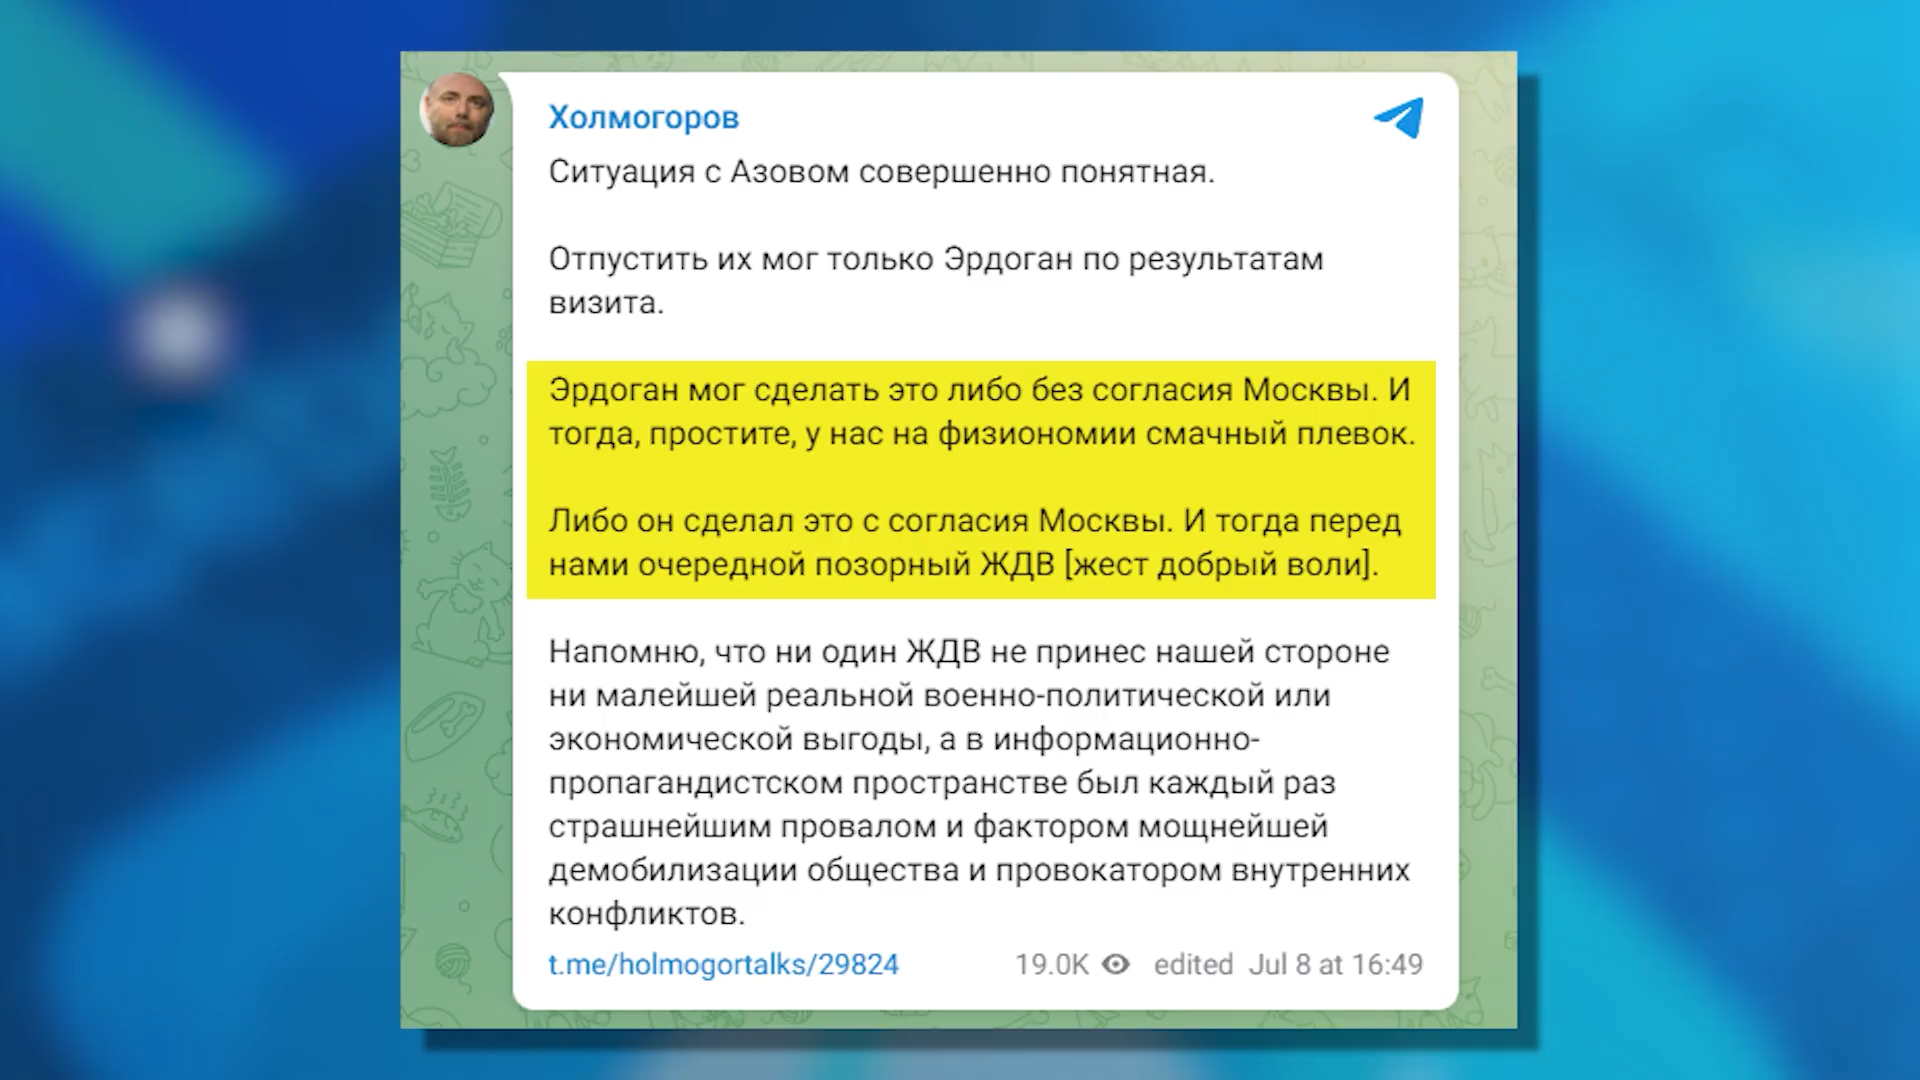 Холмогоров
Ситуация с Азовом совершенно понятная.
Отпустить их мог только Эрдоган по результатам
визита.
Эрдоган мог сделать это либо без согласия Москвы. И
тогда, простите, у нас на физиономии смачный плевок.
Либо он сделал это с согласия Москвы. И тогда перед
нами очередной позорный ЖДВ [жест добрый воли].
Напомню, что ни один ЖДВ не принес нашей стороне
ни малейшей реальной военно-политической или
экономической выгоды, а в информационно-
пропагандистском пространстве был каждый раз
страшнейшим провалом и фактором мощнейшей
демобилизации общества и провокатором внутренних
конфликтов.
t.me/holmogortalks/29824 19.0K edited Jul 8 at 16:49